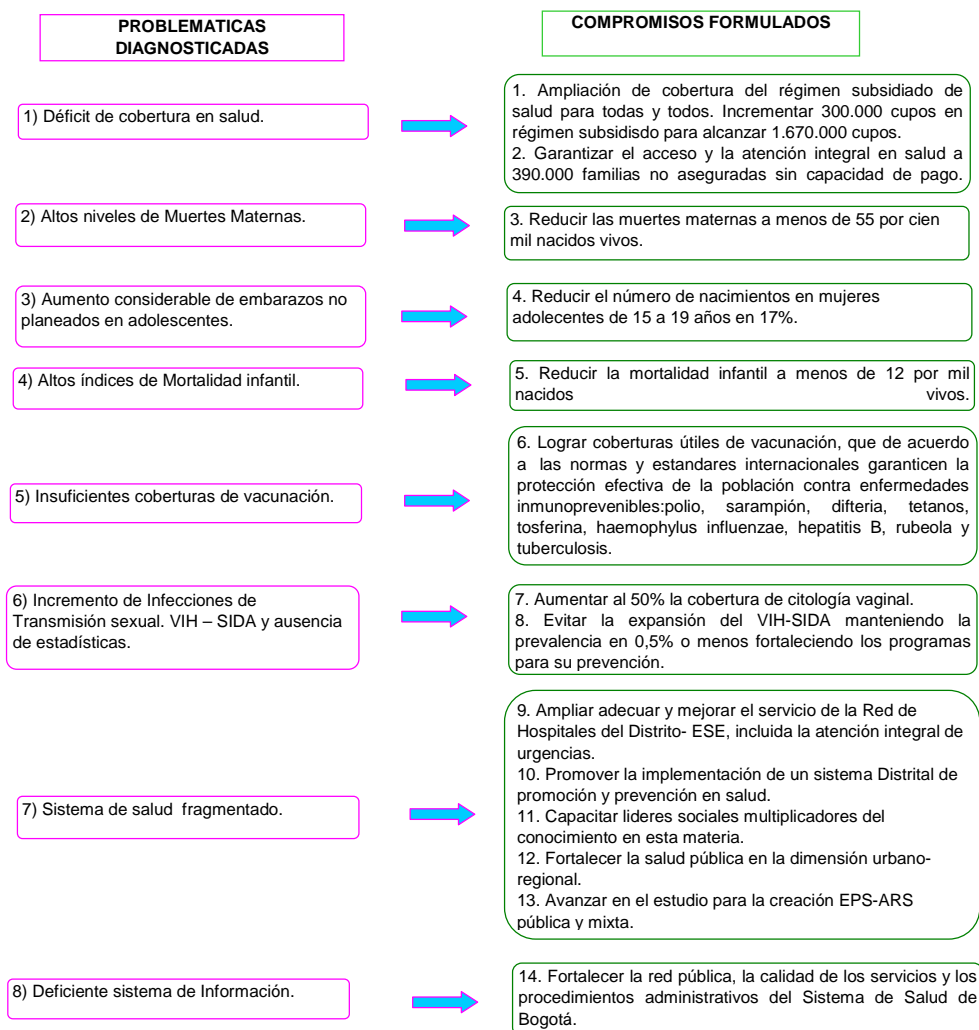 PROBLEMATICAS
DIAGNOSTICADAS
COMPROMISOS FORMULADOS
1) Déficit de cobertura en salud.
1. Ampliación de cobertura del régimen subsidiado de
salud para todas y todos. Incrementar 300.000 cupos en
régimen subsidisdo para alcanzar 1.670.000 cupos.
2. Garantizar el acceso y la atención integral en salud a
390.000 familias no aseguradas sin capacidad de pago.
2) Altos niveles de Muertes Maternas.
3. Reducir las muertes maternas a menos de 55 por cien
mil nacidos vivos.
3) Aumento considerable de embarazos no
planeados en adolescentes.
4. Reducir el número de nacimientos en mujeres
adolecentes de 15 a 19 años en 17%.
4) Altos índices de Mortalidad infantil.
5. Reducir la mortalidad infantil a menos de 12 por mil
nacidos vivos.
5) Insuficientes coberturas de vacunación.
6. Lograr coberturas útiles de vacunación, que de acuerdo
a las normas y estandares internacionales garanticen la
protección efectiva de la población contra enfermedades
inmunoprevenibles:polio, sarampión, difteria, tetanos,
tosferina, haemophylus influenzae, hepatitis B, rubeola y
tuberculosis.
6) Incremento de Infecciones de
Transmisión sexual. VIH – SIDA y ausencia
de estadísticas.
7. Aumentar al 50% la cobertura de citología vaginal.
8. Evitar la expansión del VIH-SIDA manteniendo la
prevalencia en 0,5% o menos fortaleciendo los programas
para su prevención.
7) Sistema de salud fragmentado.
9. Ampliar adecuar y mejorar el servicio de la Red de
Hospitales del Distrito- ESE, incluida la atención integral de
urgencias.
10. Promover la implementación de un sistema Distrital de
promoción y prevención en salud.
11. Capacitar lideres sociales multiplicadores del
conocimiento en esta materia.
12. Fortalecer la salud pública en la dimensión urbano-
regional.
13. Avanzar en el estudio para la creación EPS-ARS
pública y mixta.
8) Deficiente sistema de Información.
14. Fortalecer la red pública, la calidad de los servicios y los
procedimientos administrativos del Sistema de Salud de
Bogotá.